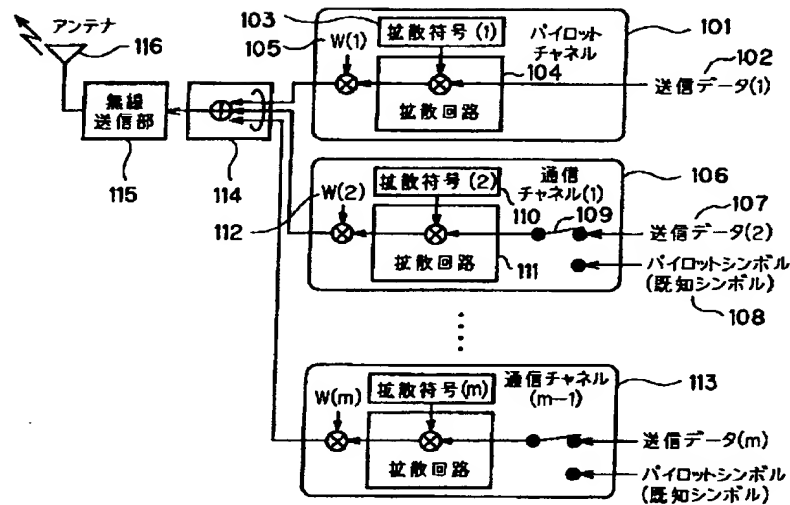 アンテナ
116
無線
送信部
115
114
103
拡散符号(1)
105
W(1)
パイロット
チャネル
101
104
拡散回路
102
送信データ(1)
拡散符号(2)
通信
チャンネル(1)
106
W(2)
110
109
107
112
送信データ(2)
拡散回路
111
パイロットシンボル
(既知シンボル)
108
拡散符号(m)
通信チャネル
(m-1)
113
W(m)
送信データ(m)
拡散回路
パイロットシンボル
(既知シンボル)